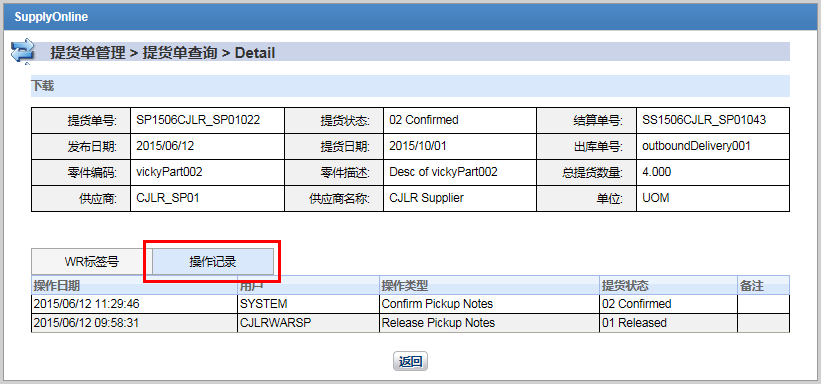 SupplyOnline
提货单管理 > 提货单查询 > Detail
下载
提货单号: SP1506CJLR_SP01022 提货状态: 02 Confirmed 结算单号: SS1506CJLR_SP01043
发布日期: 2015/06/12 提货日期: 2015/10/01 出库单号: outboundDelivery001
零件编码: vickyPart002 零件描述: Desc of vickyPart002 总提货数量: 4.000
供应商: CJLR_SP01 供应商名称: CJLR Supplier 单位: UOM
WR标签号 操作记录
操作日期 用户 操作类型 提货状态 备注
2015/06/12 11:29:46 SYSTEM Confirm Pickup Notes 02 Confirmed
2015/06/12 09:58:31 CJLRWARSP Release Pickup Notes 01 Released
返回